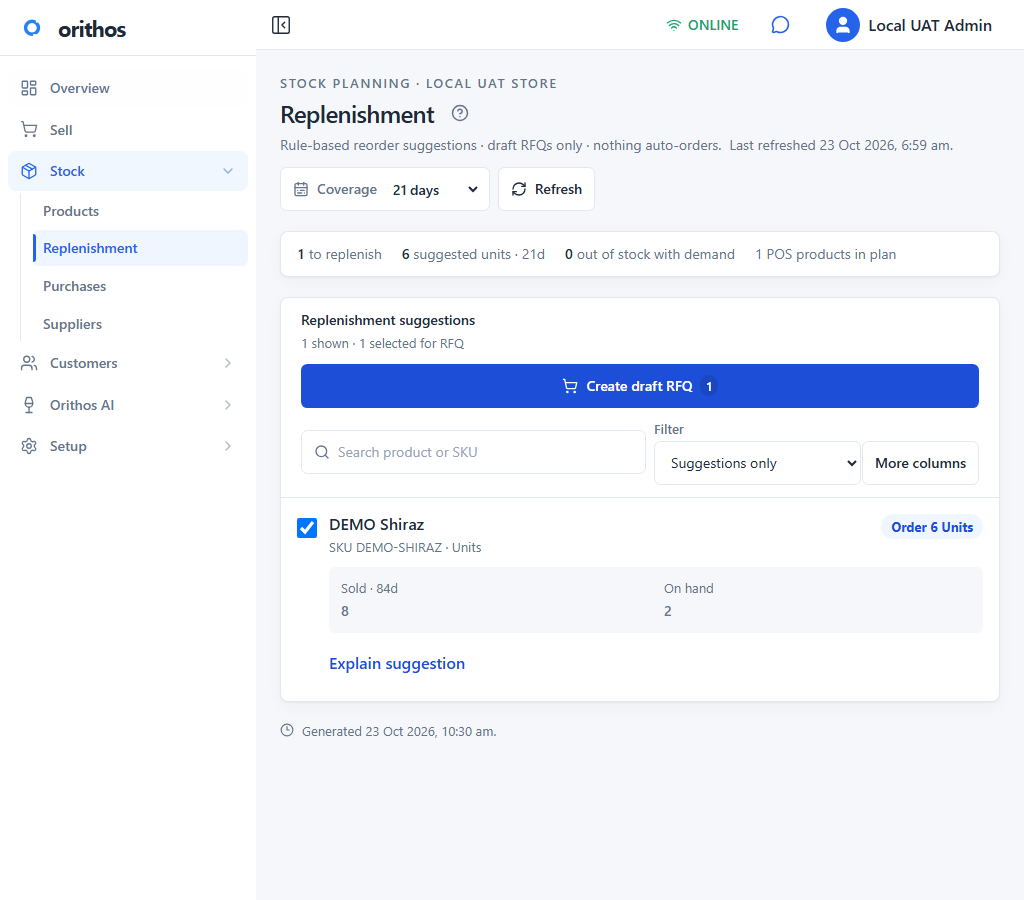 orithos
ONLINE
Local UAT Admin
Overview
Sell
Stock
Products
Replenishment
Purchases
Suppliers
Customers
Orithos AI
Setup
STOCK PLANNING · LOCAL UAT STORE
Replenishment
Rule-based reorder suggestions · draft RFQs only · nothing auto-orders. Last refreshed 23 Oct 2026, 6:59 am.
Coverage 21 days
Refresh
1 to replenish 6 suggested units · 21d 0 out of stock with demand 1 POS products in plan
Replenishment suggestions
1 shown · 1 selected for RFQ
Create draft RFQ 1
Search product or SKU
Filter
Suggestions only
More columns
DEMO Shiraz
Order 6 Units
SKU DEMO-SHIRAZ · Units
Sold · 84d
8
On hand
2
Explain suggestion
Generated 23 Oct 2026, 10:30 am.